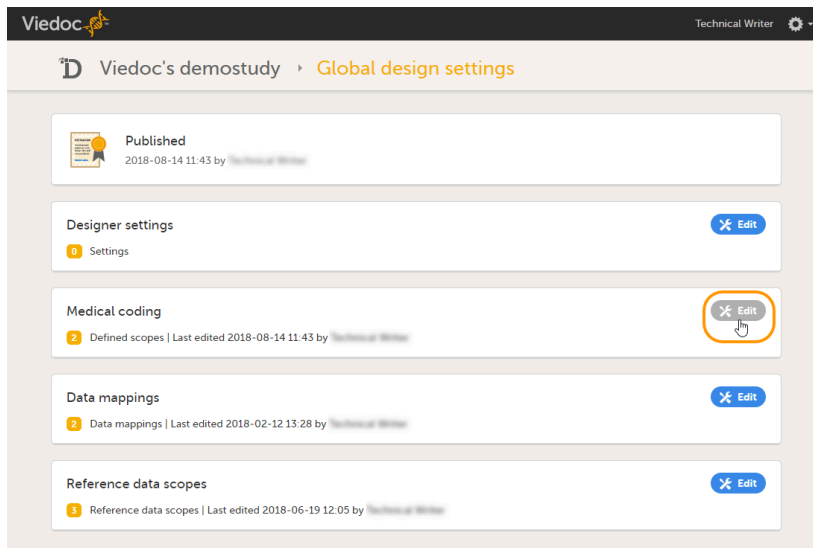 Viedoc
Technical Writer
Viedoc's demostudy Global design settings
Published
2018-08-14 11:43 by
Designer settings
Edit
0 Settings
Medical coding
Edit
2 Defined scopes | Last edited 2018-08-14 11:43 by
Data mappings
Edit
2 Data mappings | Last edited 2018-02-12 13:28 by
Reference data scopes
Edit
3 Reference data scopes | Last edited 2018-06-19 12:05 by